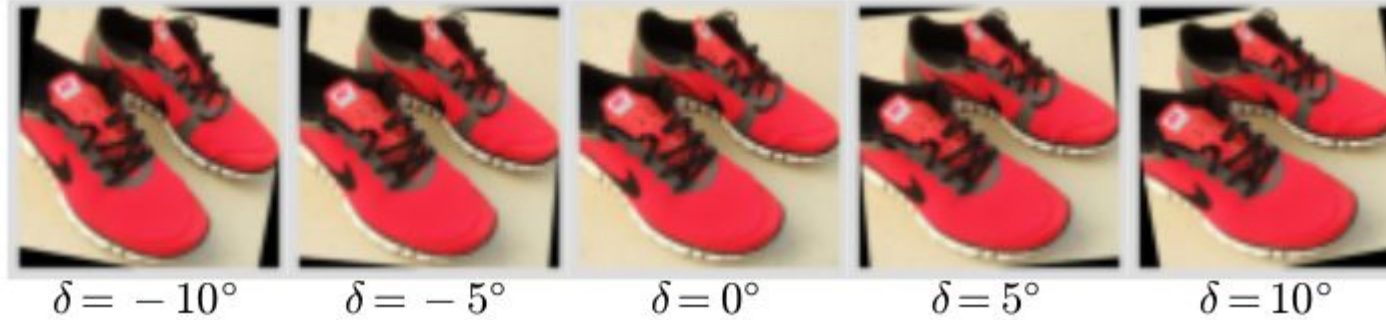 δ = −10° δ = −5° δ = 0° δ = 5° δ = 10°